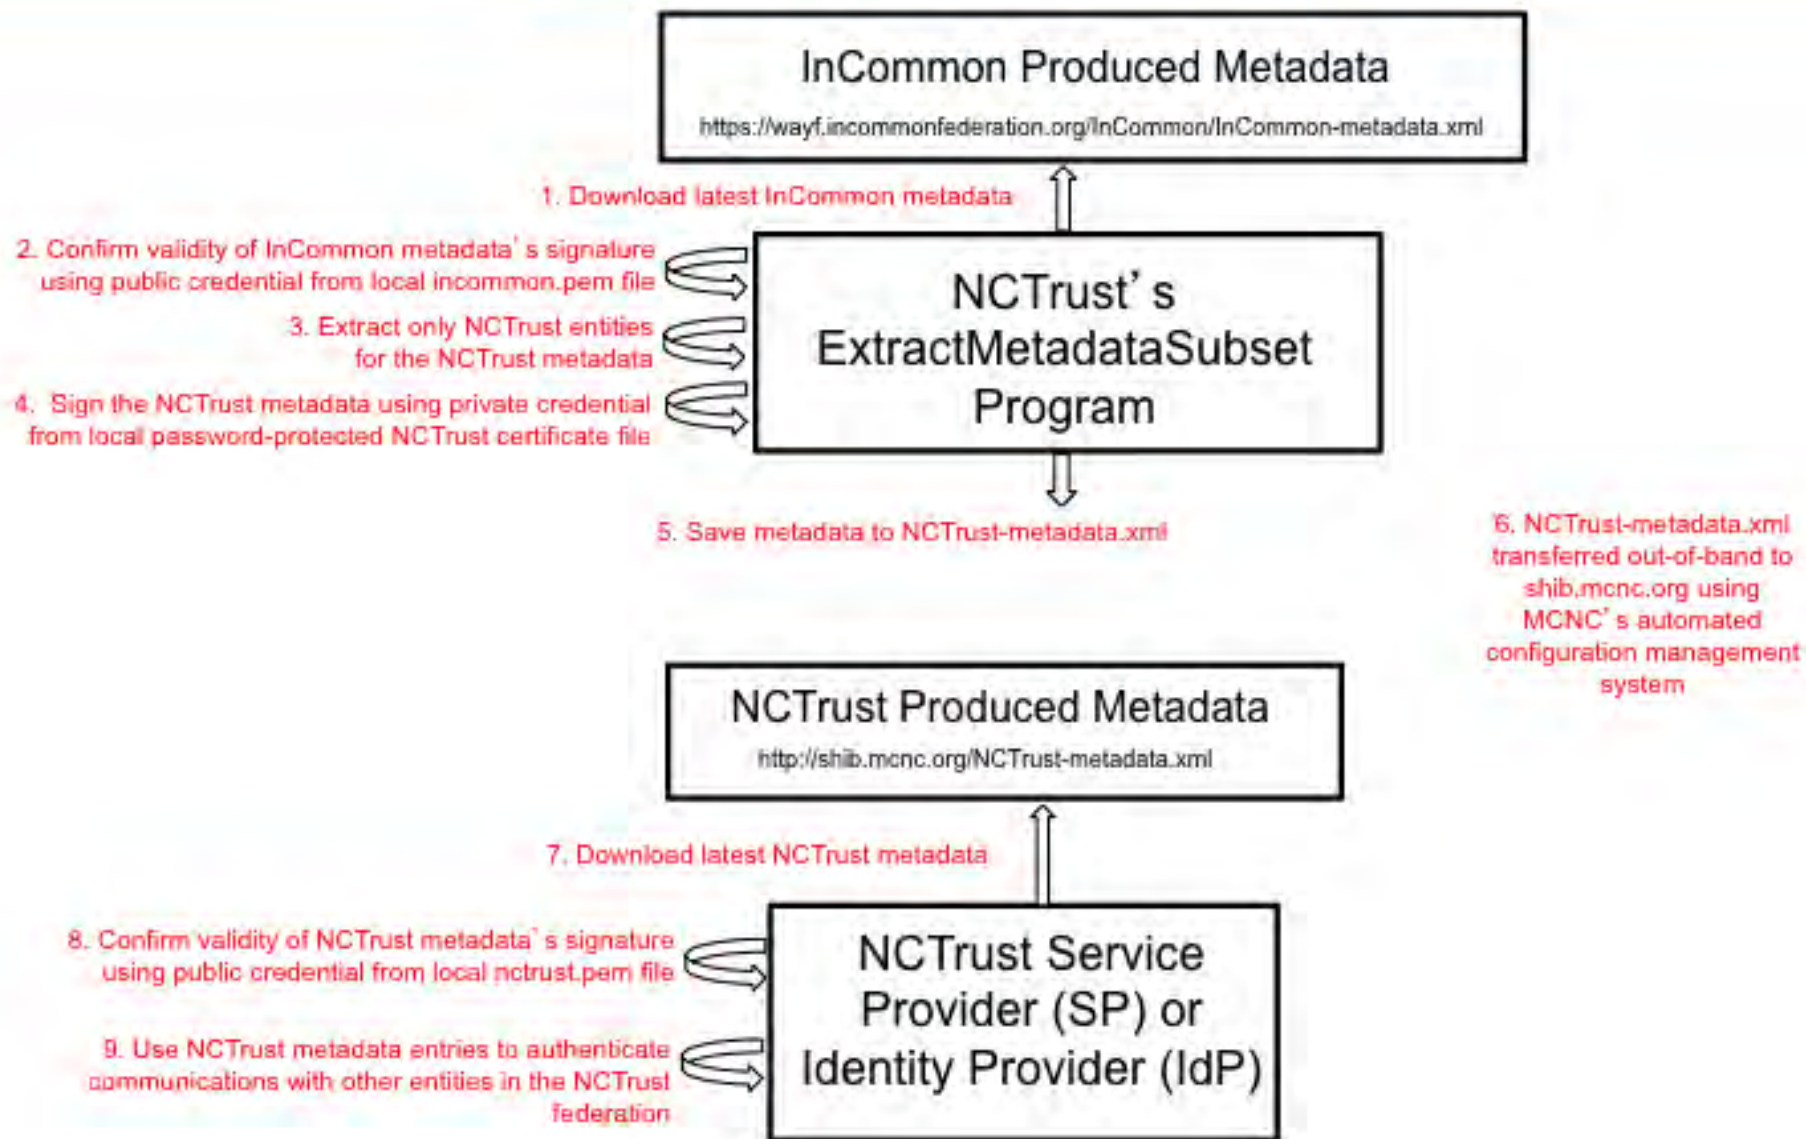 InCommon Produced Metadata
https://wayf.incommonfederation.org/InCommon/InCommon-metadata.xml
1. Download latest InCommon metadata
2. Confirm validity of InCommon metadata's signature
using public credential from local incommon.pem file
3. Extract only NCTrust entities
for the NCTrust metadata
4. Sign the NCTrust metadata using private credential
from local password-protected NCTrust certificate file
NCTrust's
ExtractMetadataSubset
Program
5. Save metadata to NCTrust-metadata.xml
6. NCTrust-metadata.xml
transferred out-of-band to
shib.mcnc.org using
MCNC's automated
configuration management
system
NCTrust Produced Metadata
http://shib.mcnc.org/NCTrust-metadata.xml
7. Download latest NCTrust metadata
8. Confirm validity of NCTrust metadata's signature
using public credential from local nctrust.pem file
9. Use NCTrust metadata entries to authenticate
communications with other entities in the NCTrust
federation
NCTrust Service
Provider (SP) or
Identity Provider (IdP)